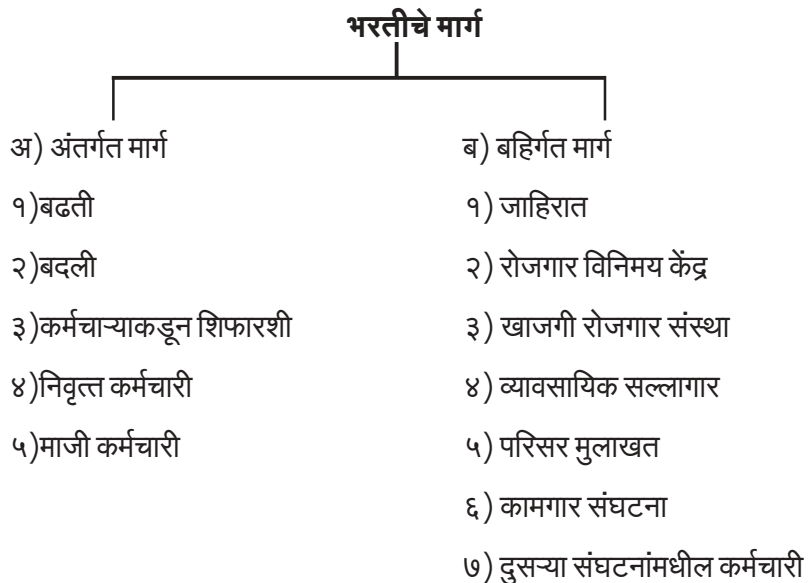 भरतीचे मार्ग
अ) अंतर्गत मार्ग
१)बढती
२)बदली
३)कर्मचाऱ्याकडून शिफारशी
४)निवृत्त कर्मचारी
५)माजी कर्मचारी
ब) बहिर्गत मार्ग
१) जाहिरात
२) रोजगार विनिमय केंद्र
३) खाजगी रोजगार संस्था
४) व्यावसायिक सल्लागार
५) परिसर मुलाखत
६) कामगार संघटना
७) दुसऱ्या संघटनांमधील कर्मचारी